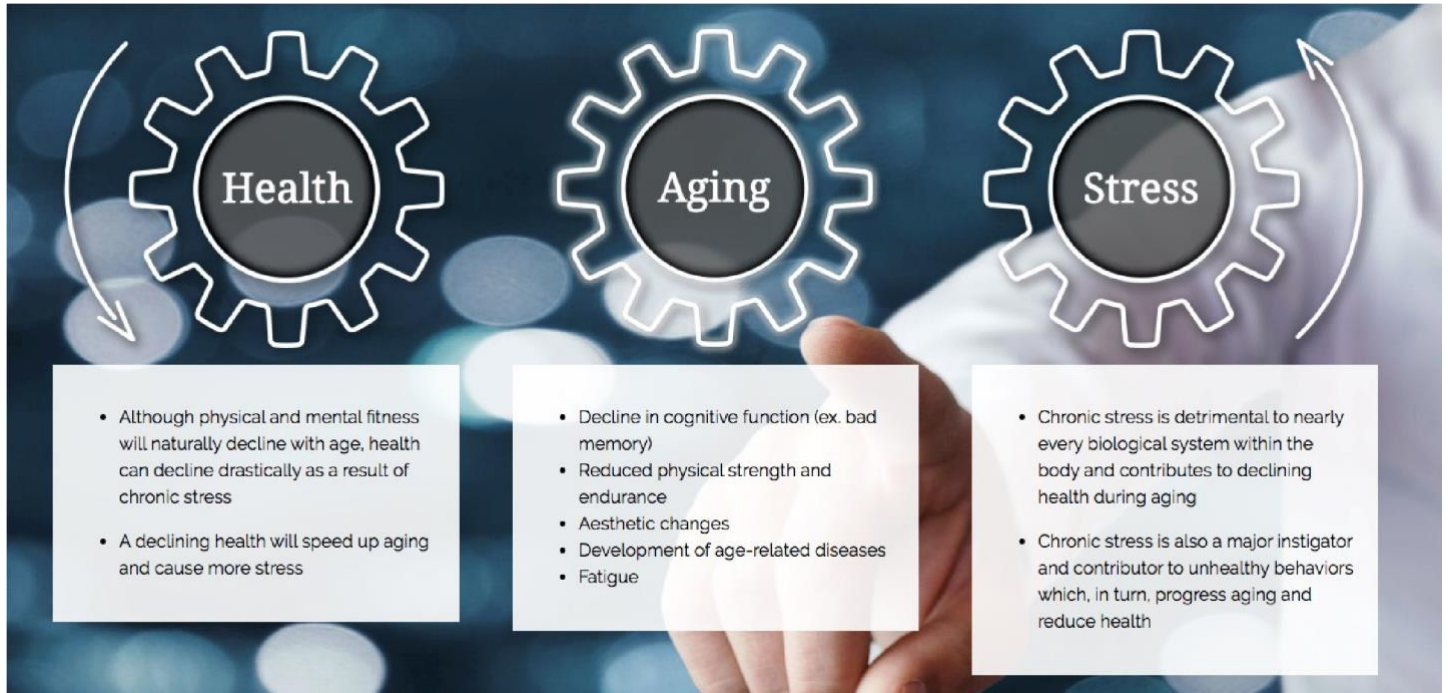 Health
Although physical and mental fitness
will naturally decline with age, health
can decline drastically as a result of
chronic stress
A declining health will speed up aging
and cause more stress
Aging
Decline in cognitive function (ex. bad
memory)
Reduced physical strength and
endurance
Aesthetic changes
Development of age-related diseases
Fatigue
Stress
Chronic stress is detrimental to nearly
every biological system within the
body and contributes to declining
health during aging
Chronic stress is also a major instigator
and contributor to unhealthy behaviors
which, in turn, progress aging and
reduce health